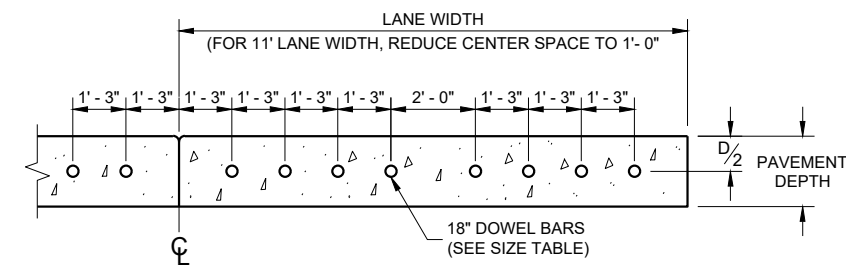 LANE WIDTH
(FOR 11' LANE WIDTH, REDUCE CENTER SPACE TO 1'- 0"
1' - 3" 1' - 3" 1' - 3" 1' - 3" 1' - 3" 1' - 3" 2' - 0" 1' - 3" 1' - 3" 1' - 3"
D/2
PAVEMENT
DEPTH
18" DOWEL BARS
(SEE SIZE TABLE)
℄